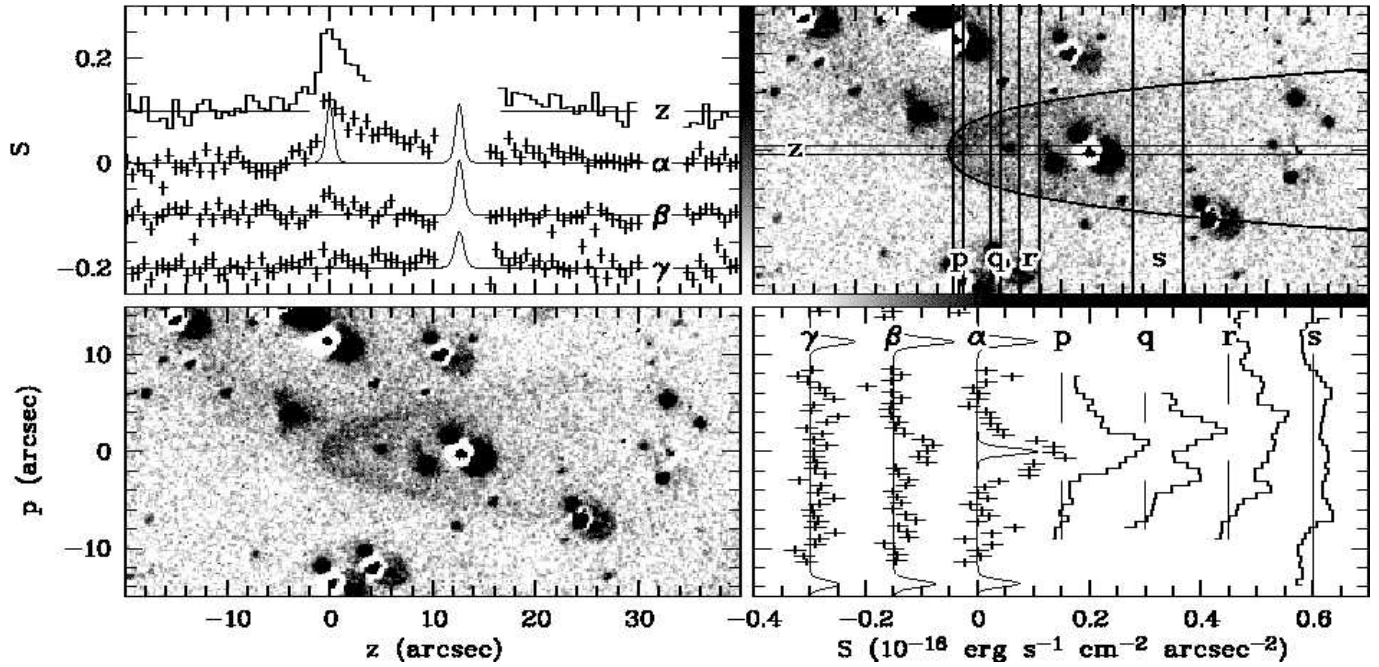 S
0.2
0
−0.2
z
α
β
γ
z
p q r s
p (arcsec)
10
0
−10
−10 0 10 20 30
z (arcsec)
γ β α p q r s
−0.4 −0.2 0 0.2 0.4 0.6
S (10⁻¹⁶ erg s⁻¹ cm⁻² arcsec⁻²)